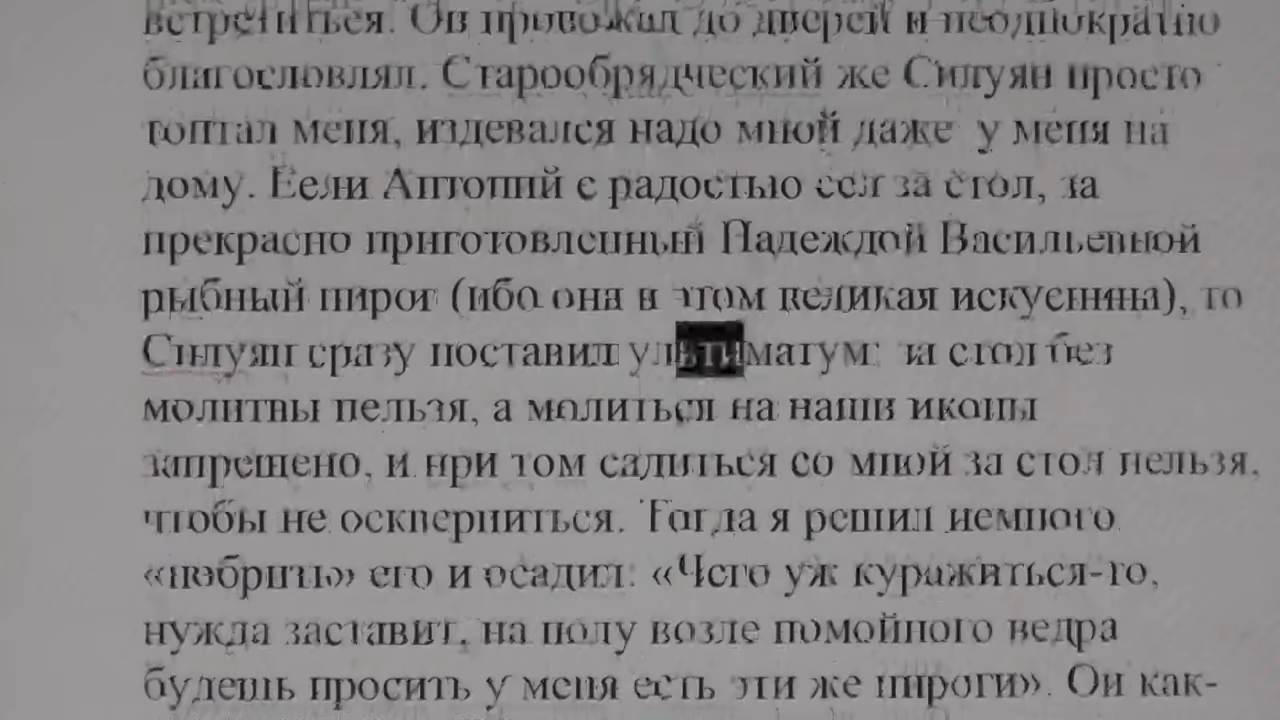 встретиться. Он провожал до дверей и неоднократно
благословлял. Старообрядческий же Силуян просто
топтал меня, издевался надо мной даже у меня на
дому. Если Антоний с радостью сел за стол, за
прекрасно приготовленный Надеждой Васильевной
рыбный пирог (ибо она в этом великая искусница), то
Силуян сразу поставил ультиматум: за стол без
молитвы нельзя, а молиться на наши иконы
запрещено, и при том садиться со мной за стол нельзя,
чтобы не оскверниться. Тогда я решил немного
«побрить» его и осадил: «Чего уж куражиться-то,
нужда заставит, на полу возле помойного ведра
будешь просить у меня есть эти же пироги». Он как-